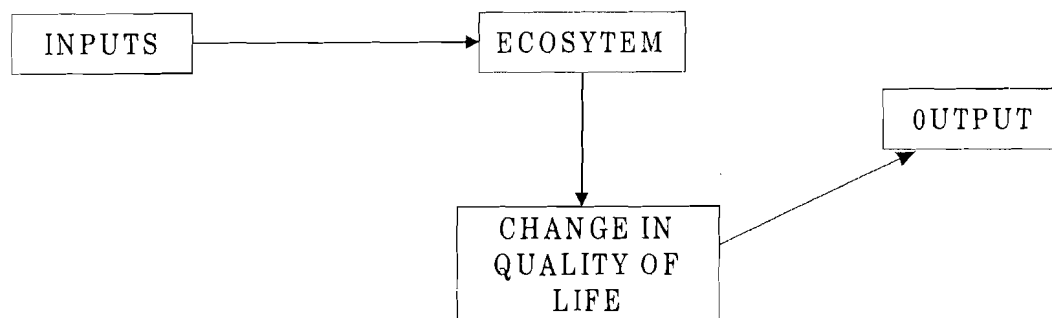 INPUTS
ECOSYTEM
0UTPUT
CHANGE IN
QUALITY OF
LIFE